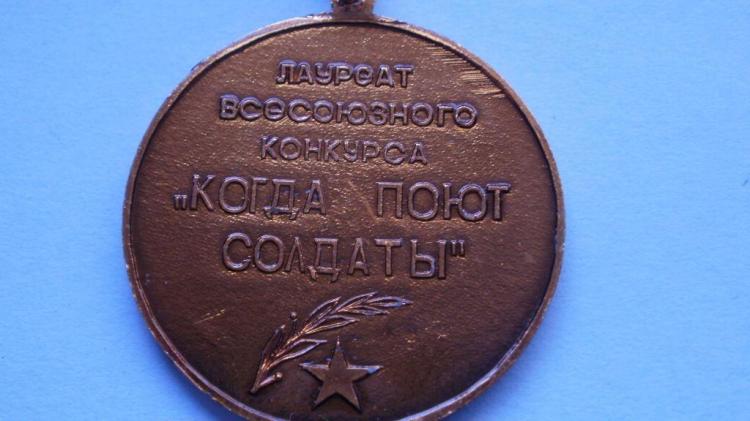 ЛАУРЕАТ
ВСЕСОЮЗНОГО
КОНКУРСА
"КОГДА ПОЮТ
СОЛДАТЫ"